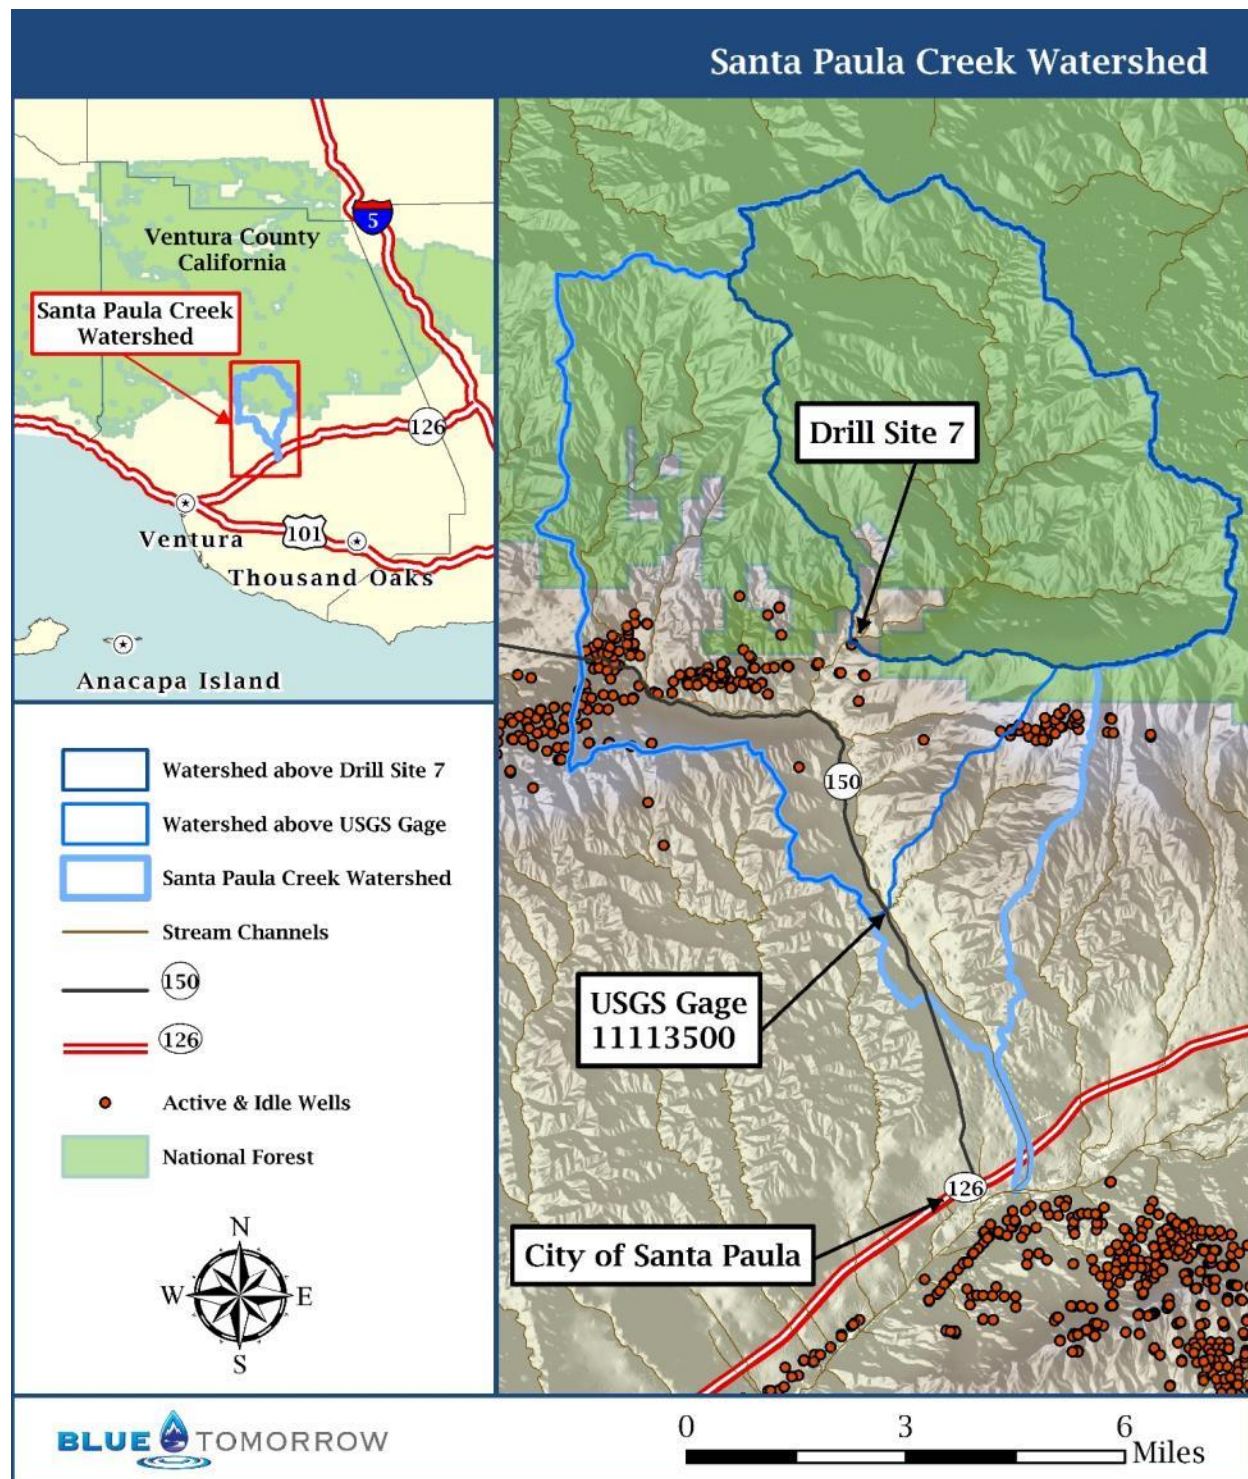 Santa Paula Creek Watershed
5
Ventura County
California
Santa Paula Creek
Watershed
126
Ventura
101
Thousand Oaks
Anacapa Island
Drill Site 7
150
USGS Gage
11113500
126
City of Santa Paula
Watershed above Drill Site 7
Watershed above USGS Gage
Santa Paula Creek Watershed
Stream Channels
150
126
Active & Idle Wells
National Forest
N
W E
S
BLUE TOMORROW
0 3 6
Miles